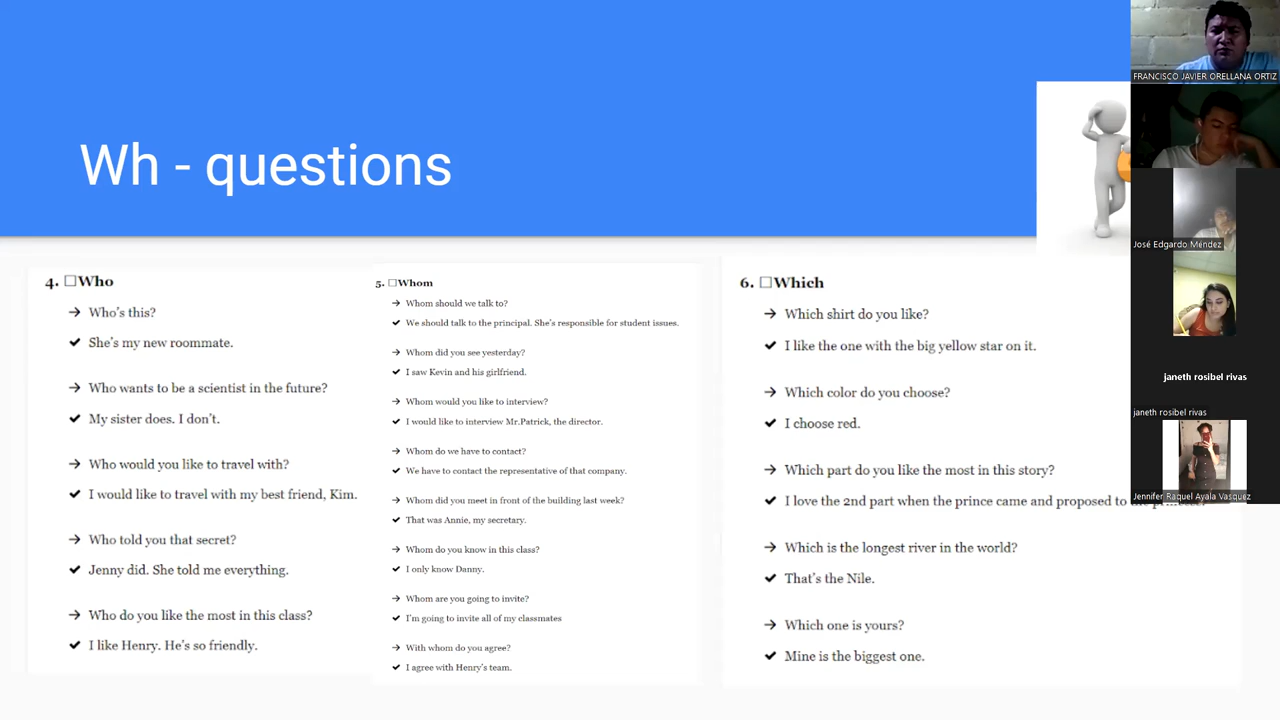 Wh - questions
4. □Who
→ Who's this?
✔ She's my new roommate.
→ Who wants to be a scientist in the future?
✔ My sister does. I don't.
→ Who would you like to travel with?
✔ I would like to travel with my best friend, Kim.
→ Who told you that secret?
✔ Jenny did. She told me everything.
→ Who do you like the most in this class?
✔ I like Henry. He's so friendly.
5. □Whom
→ Whom should we talk to?
✔ We should talk to the principal. She's responsible for student issues.
→ Whom did you see yesterday?
✔ I saw Kevin and his girlfriend.
→ Whom would you like to interview?
✔ I would like to interview Mr.Patrick, the director.
→ Whom do we have to contact?
✔ We have to contact the representative of that company.
→ Whom did you meet in front of the building last week?
✔ That was Annie, my secretary.
→ Whom do you know in this class?
✔ I only know Danny.
→ Whom are you going to invite?
✔ I'm going to invite all of my classmates
→ With whom do you agree?
✔ I agree with Henry's team.
6. □Which
→ Which shirt do you like?
✔ I like the one with the big yellow star on it.
→ Which color do you choose?
✔ I choose red.
→ Which part do you like the most in this story?
✔ I love the 2nd part when the prince came and proposed to
→ Which is the longest river in the world?
✔ That's the Nile.
→ Which one is yours?
✔ Mine is the biggest one.
FRANCISCO JAVIER ORELLANA ORTIZ
José Edgardo Méndez
janeth rosibel rivas
janeth rosibel rivas
Jennifer Raquel Ayala Vasquez